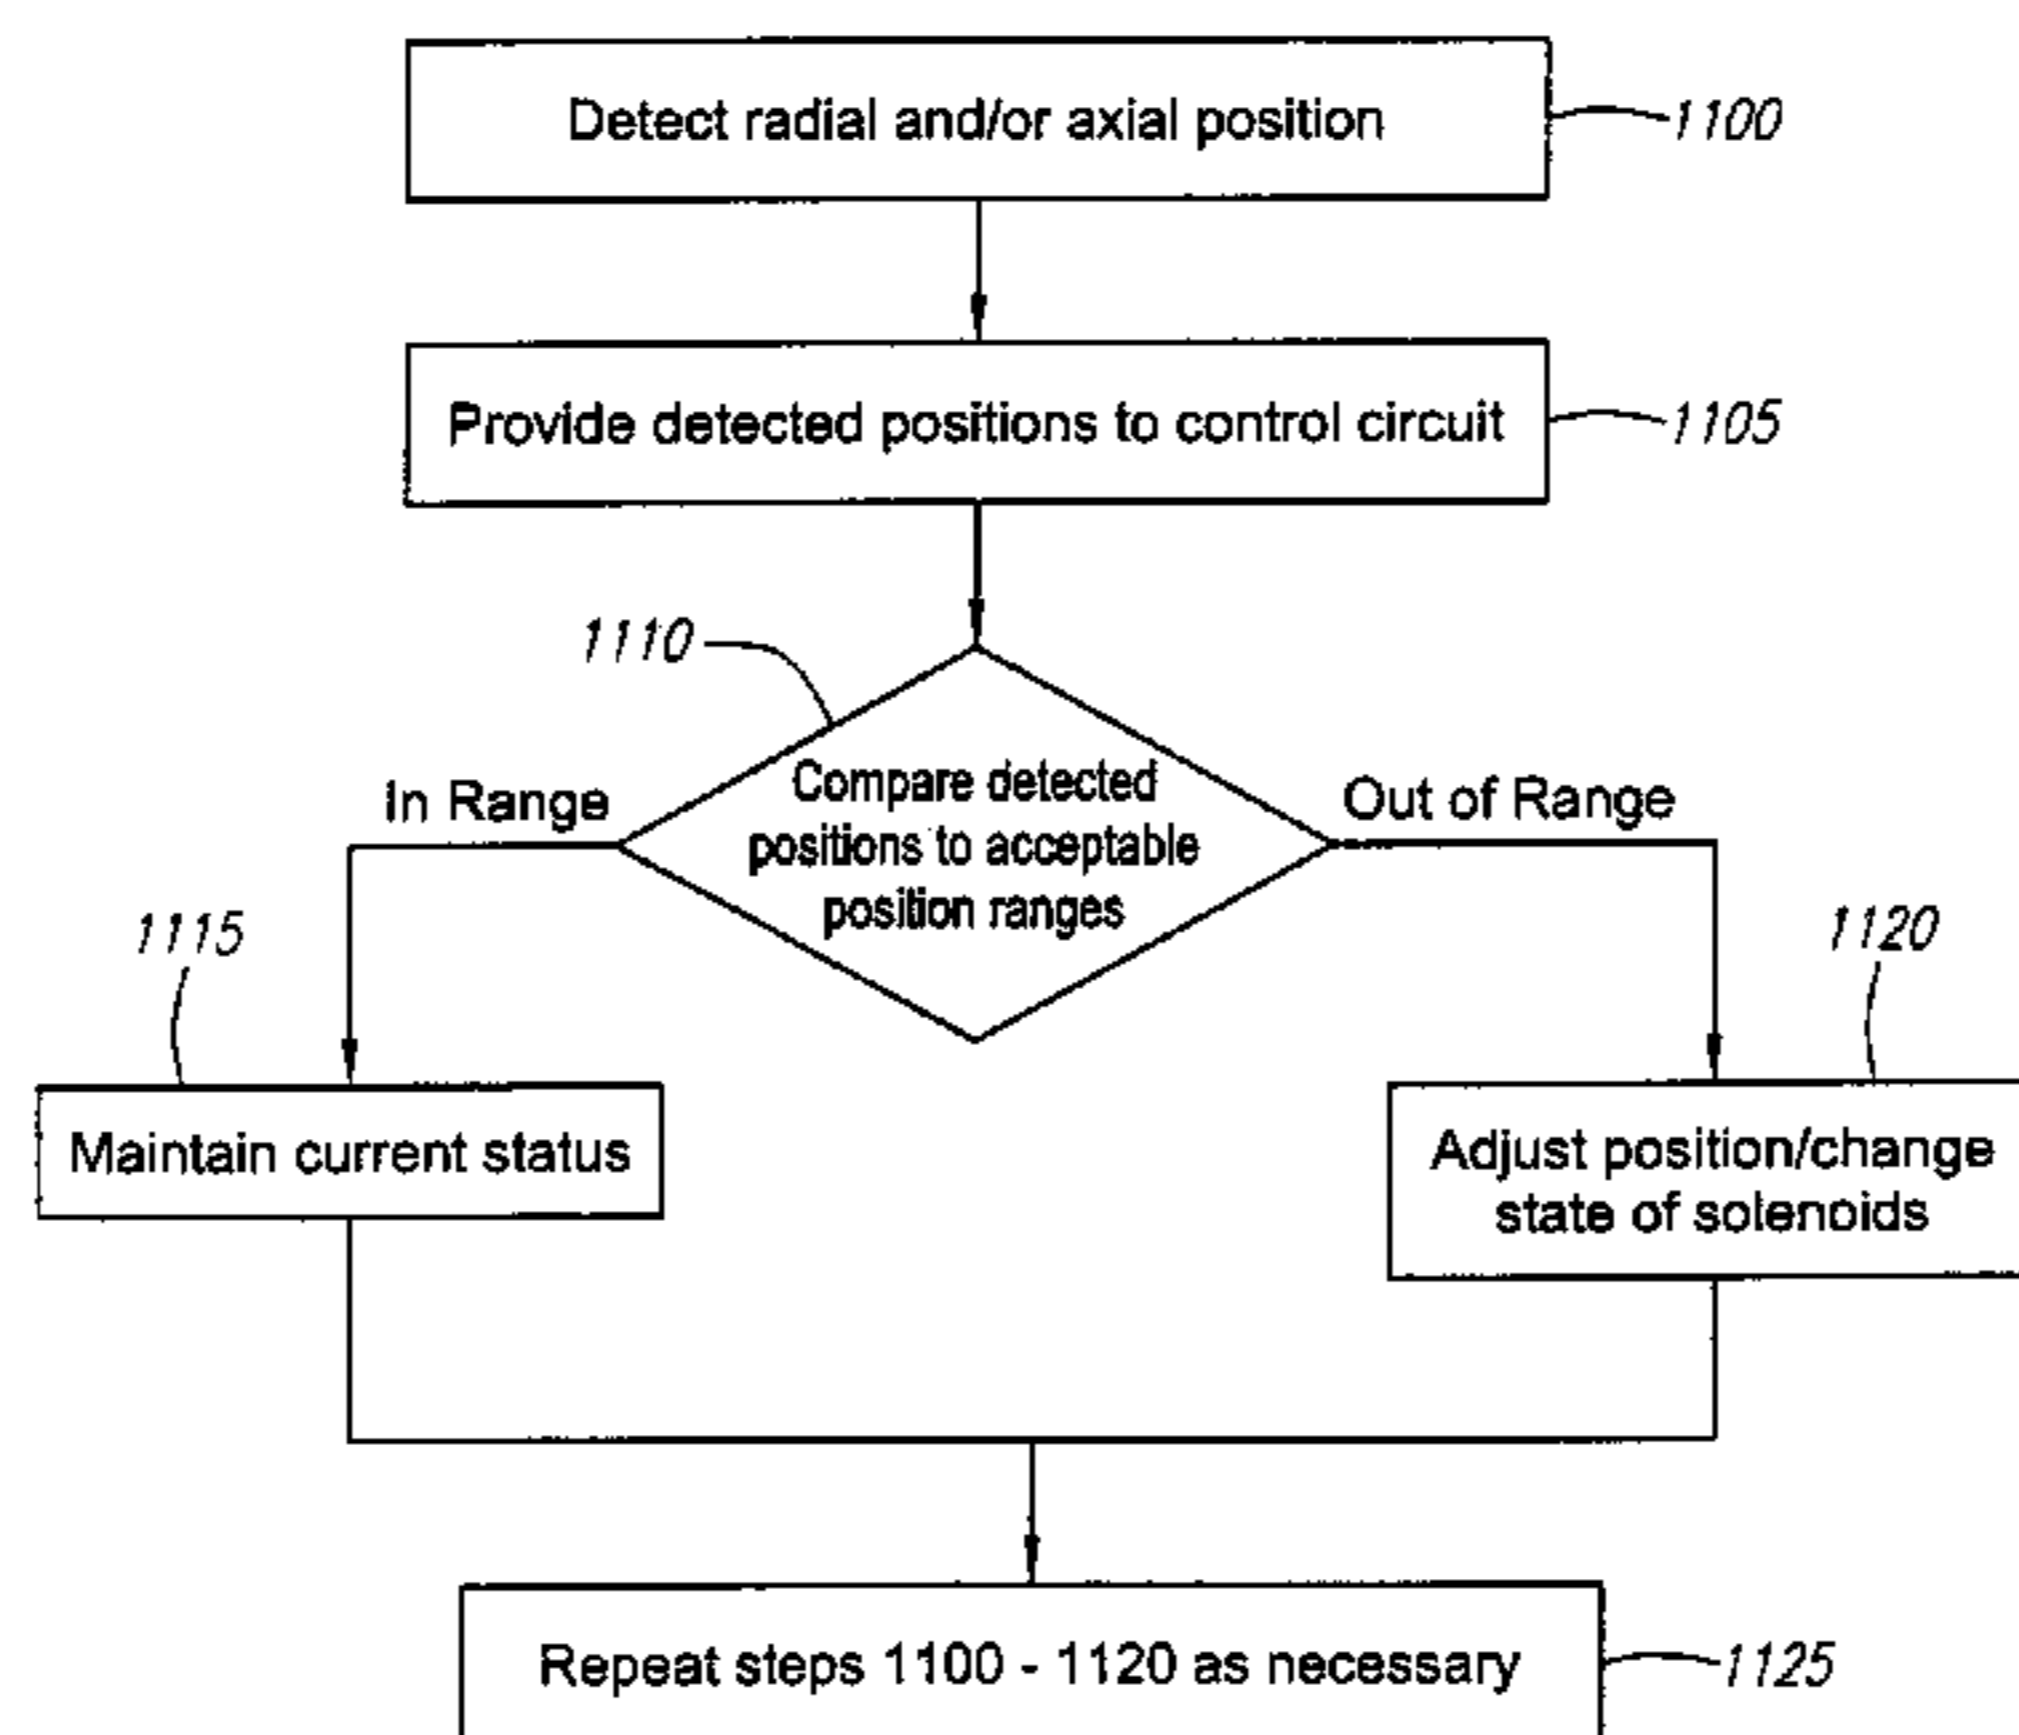 Detect radial and/or axial position
1100
Provide detected positions to control circuit
1105
1110
Compare detected
positions to acceptable
position ranges
In Range
Out of Range
1115
1120
Maintain current status
Adjust position/change
state of solenoids
Repeat steps 1100 - 1120 as necessary
1125